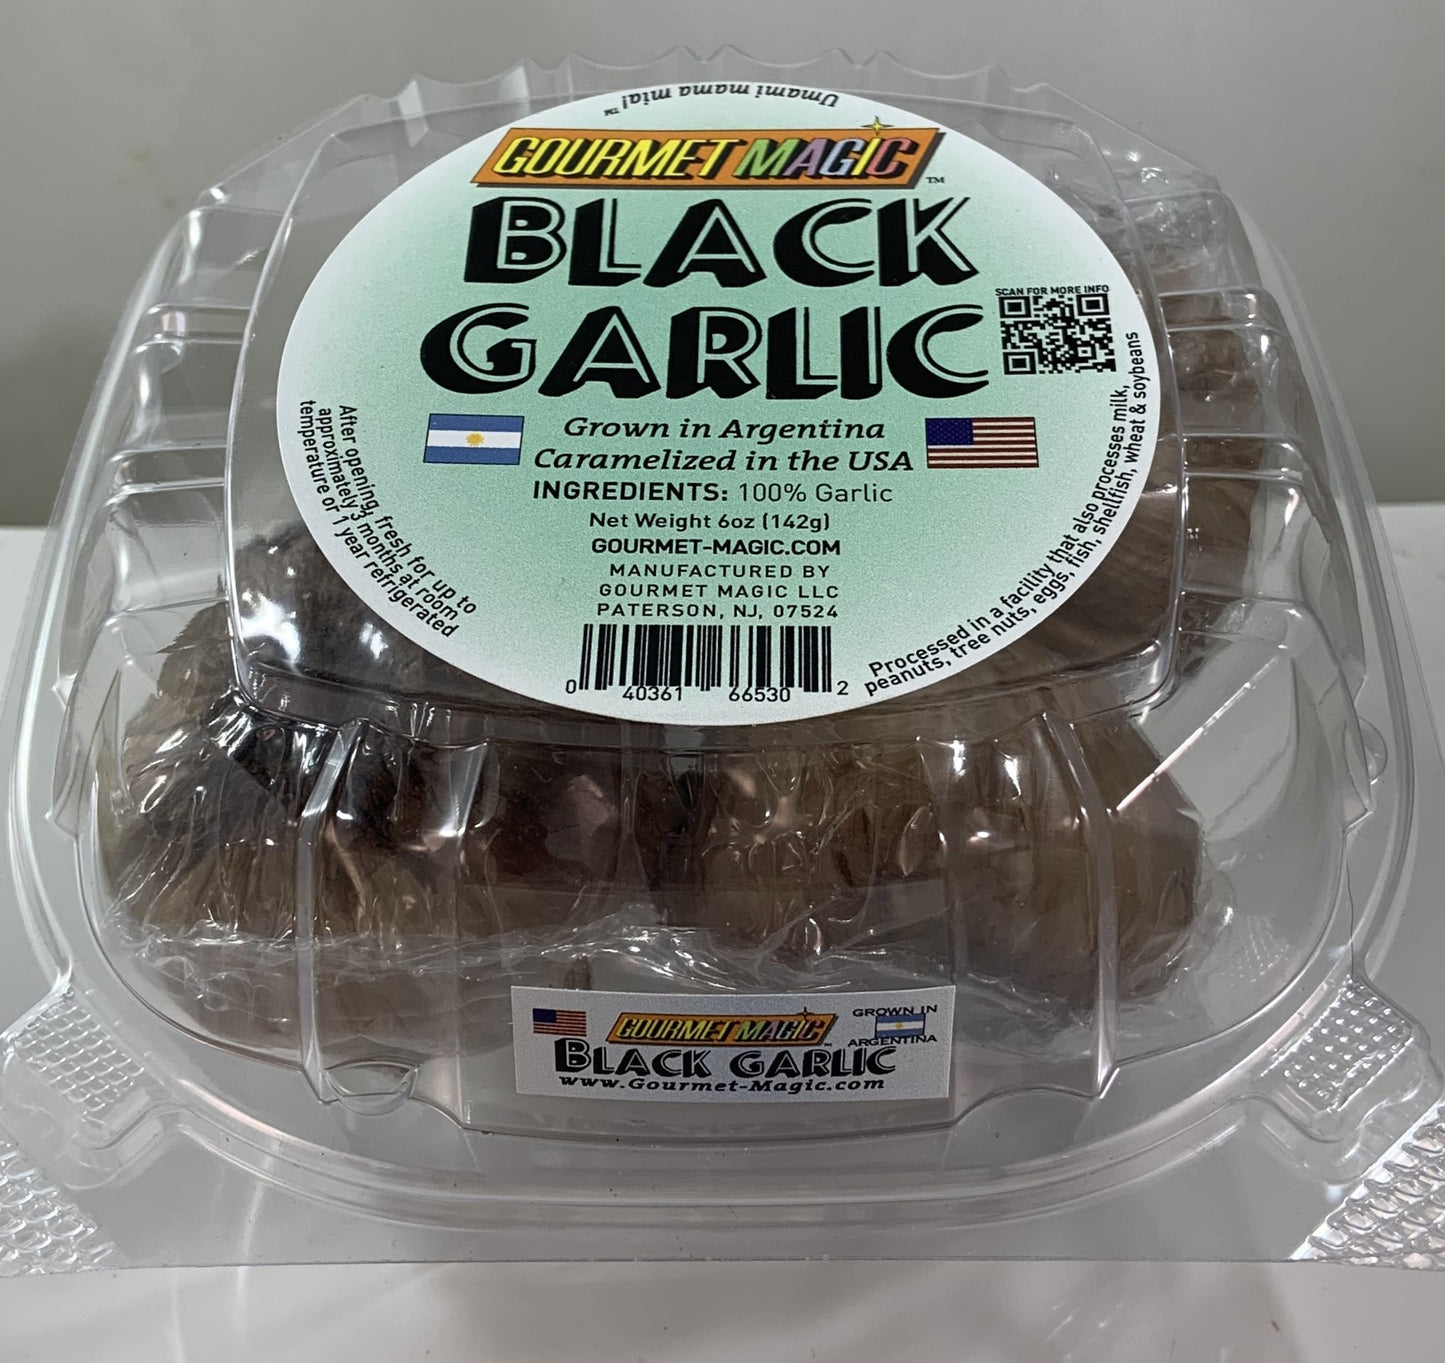 Umami mama mia!™
GOURMET MAGIC™
BLACK
GARLIC
SCAN FOR MORE INFO
Grown in Argentina
Caramelized in the USA
INGREDIENTS: 100% Garlic
Net Weight 6oz (142g)
GOURMET-MAGIC.COM
MANUFACTURED BY
GOURMET MAGIC LLC
PATERSON, NJ, 07524
0 40361 66530 2
After opening, fresh for up to
approximately 3 months at room
temperature or 1 year refrigerated
Processed in a facility that also processes milk,
peanuts, tree nuts, eggs, fish, shellfish, wheat & soybeans
GOURMET MAGIC™
BLACK GARLIC
www.Gourmet-Magic.com
GROWN IN
ARGENTINA